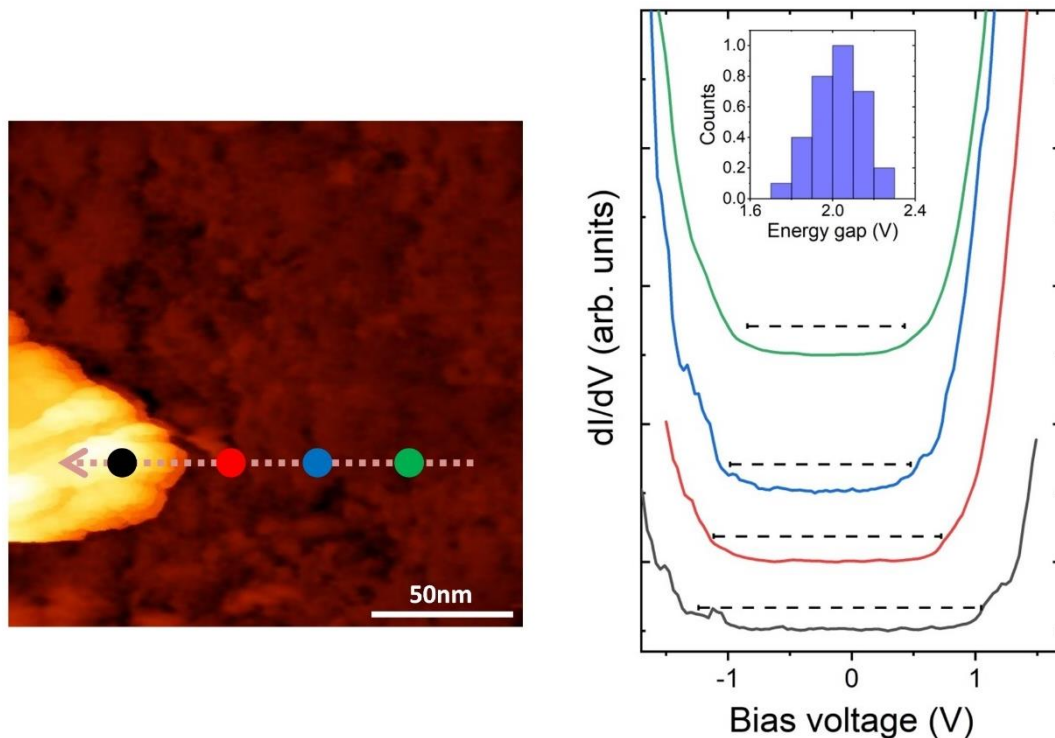 50nm
dI/dV (arb. units)
Counts
1.0
0.8
0.6
0.4
0.2
0.0
1.6 2.0 2.4
Energy gap (V)
-1 0 1
Bias voltage (V)